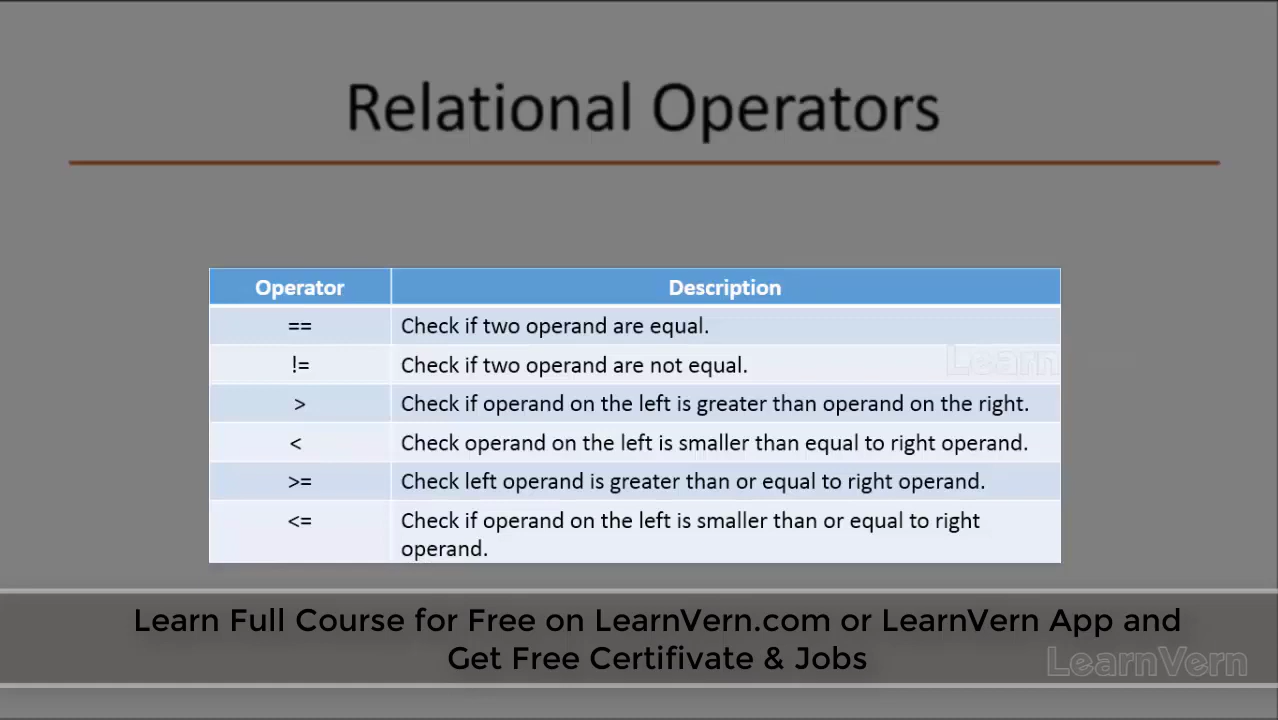 Relational Operators
Operator Description
== Check if two operand are equal.
!= Check if two operand are not equal.
Learn
> Check if operand on the left is greater than operand on the right.
< Check operand on the left is smaller than equal to right operand.
>= Check left operand is greater than or equal to right operand.
<= Check if operand on the left is smaller than or equal to right
operand.
Learn Full Course for Free on LearnVern.com or LearnVern App and
Get Free Certifivate & Jobs
LearnVern